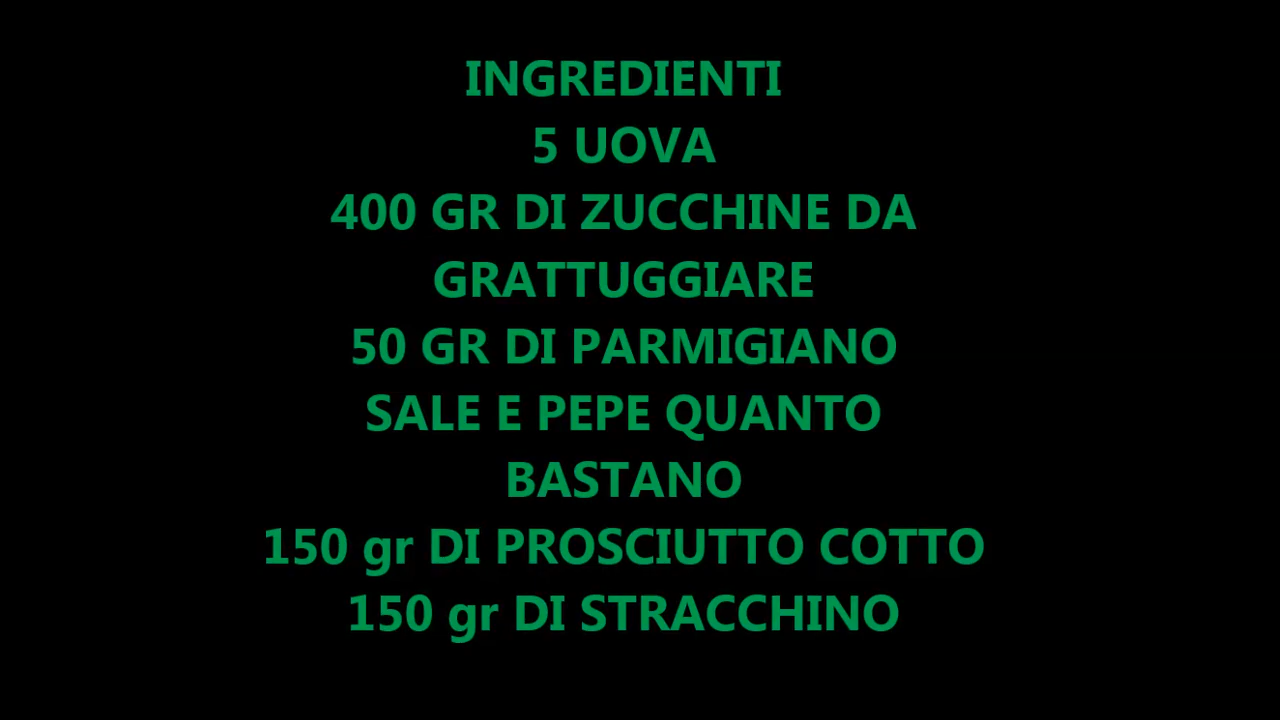 INGREDIENTI
5 UOVA
400 GR DI ZUCCHINE DA
GRATTUGGIARE
50 GR DI PARMIGIANO
SALE E PEPE QUANTO
BASTANO
150 gr DI PROSCIUTTO COTTO
150 gr DI STRACCHINO